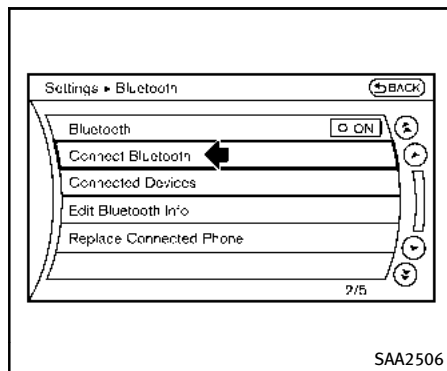 Settings ▸ Bluetooth
BACK
Bluetooth
ON
Connect Bluetooth
Connected Devices
Edit Bluetooth Info
Replace Connected Phone
2/5
SAA2506